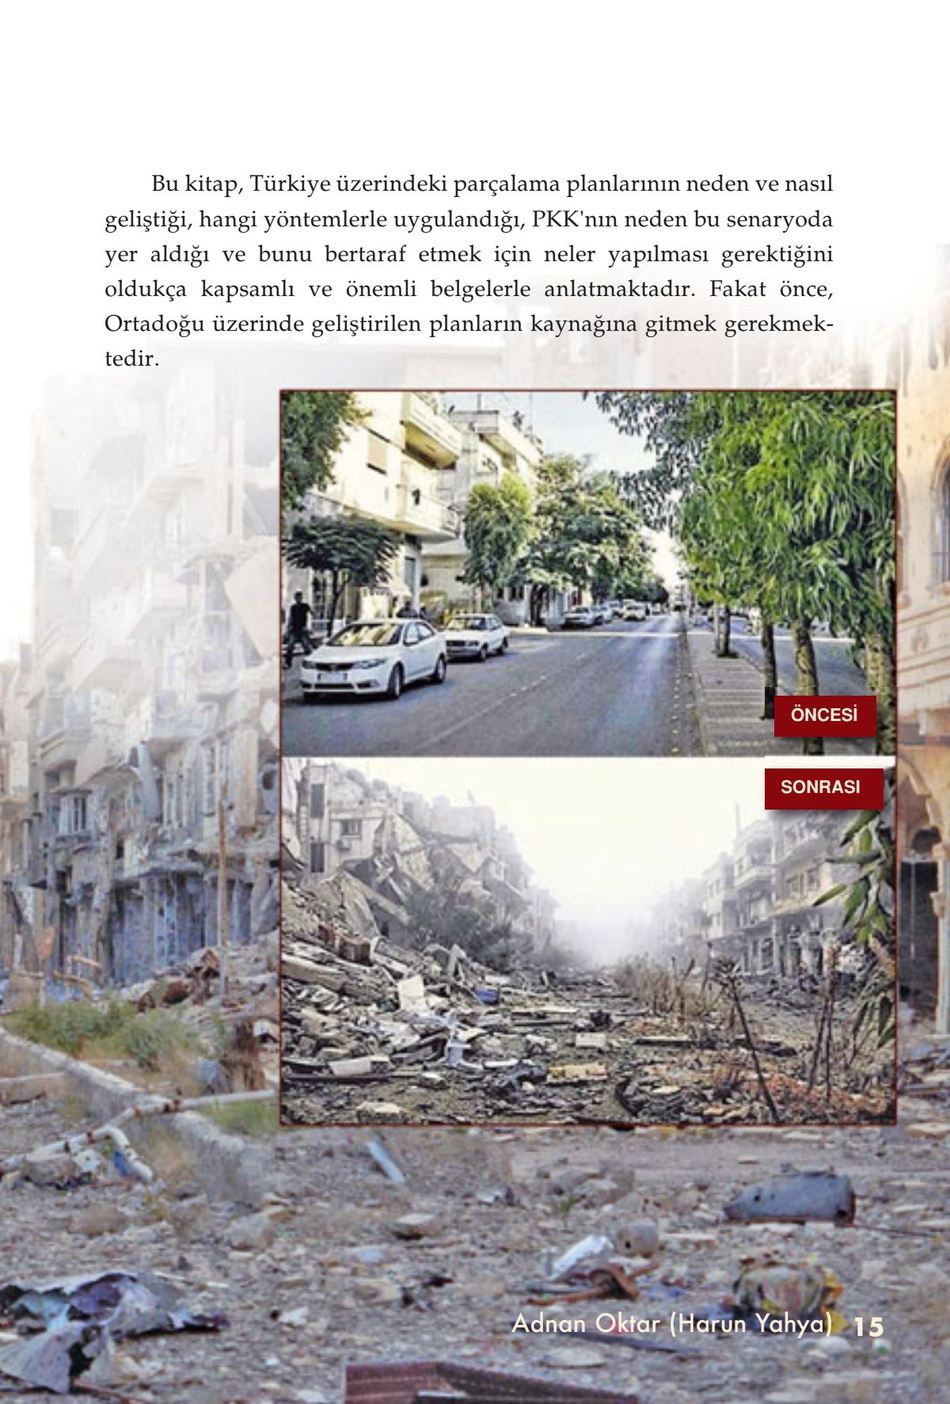 Bu kitap, Türkiye üzerindeki parçalama planlarının neden ve nasıl
geliştiği, hangi yöntemlerle uygulandığı, PKK'nın neden bu senaryoda
yer aldığı ve bunu bertaraf etmek için neler yapılması gerektiğini
oldukça kapsamlı ve önemli belgelerle anlatmaktadır. Fakat önce,
Ortadoğu üzerinde geliştirilen planların kaynağına gitmek gerekmek-
tedir.
ÖNCESİ
SONRASI
Adnan Oktar (Harun Yahya) 15